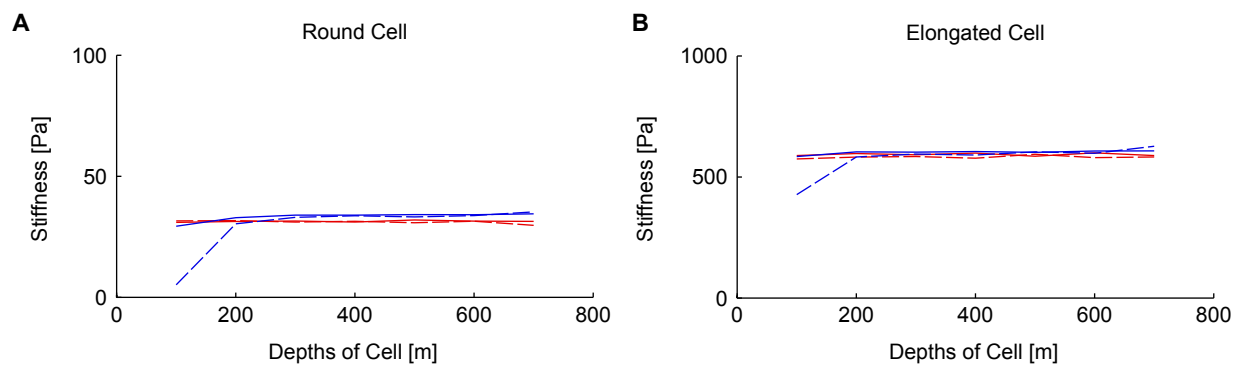 A
Round Cell
100
50
0
Stiffness [Pa]
0 200 400 600 800
Depths of Cell [m]
B
Elongated Cell
1000
500
0
Stiffness [Pa]
0 200 400 600 800
Depths of Cell [m]